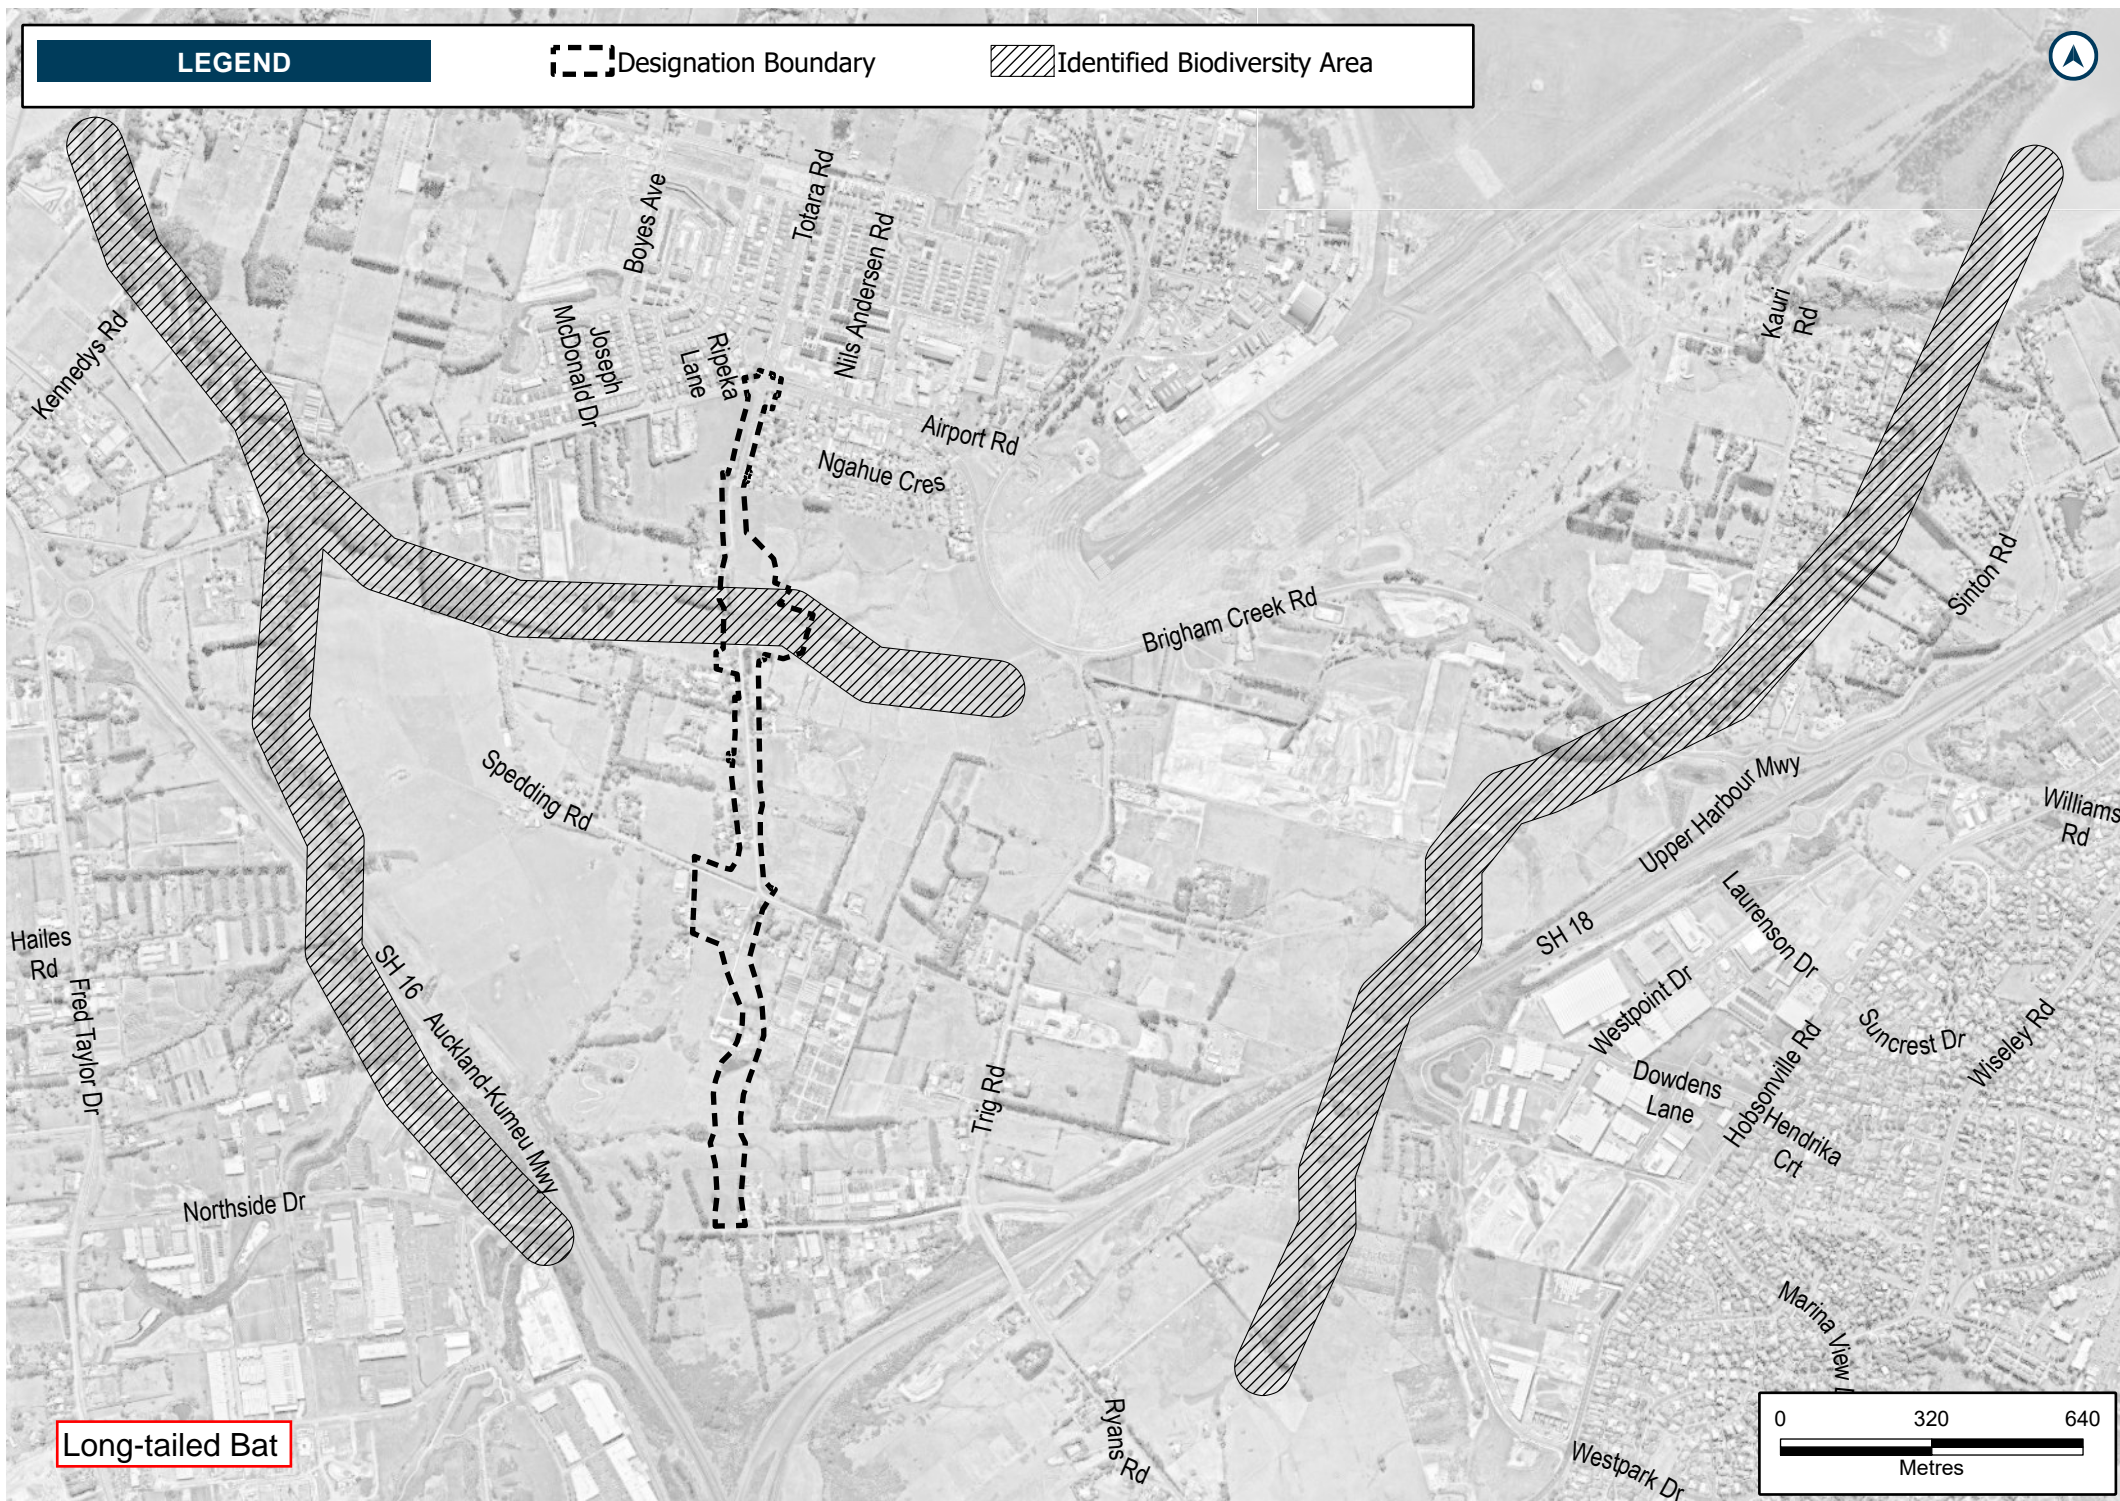 LEGEND
Designation Boundary
Identified Biodiversity Area
Boyes Ave
Totara Rd
Nils Andersen Rd
Kauri
Rd
Kennedys Rd
Joseph
McDonald Dr
Ripeka
Lane
Airport Rd
Ngahue Cres
Brigham Creek Rd
Sinton Rd
Spedding Rd
Upper Harbour Mwy
Williams
Rd
Hailes
Rd
SH 16
SH 18
Laurenson Dr
Fred Taylor Dr
Auckland-Kumeu Mwy
Westpoint Dr
Suncrest Dr
Wiseley Rd
Trig Rd
Dowdens
Lane
Hobsonville Rd
Hendrika
Crt
Northside Dr
Marina View
Ryans Rd
Westpark Dr
Long-tailed Bat
0 320 640
Metres